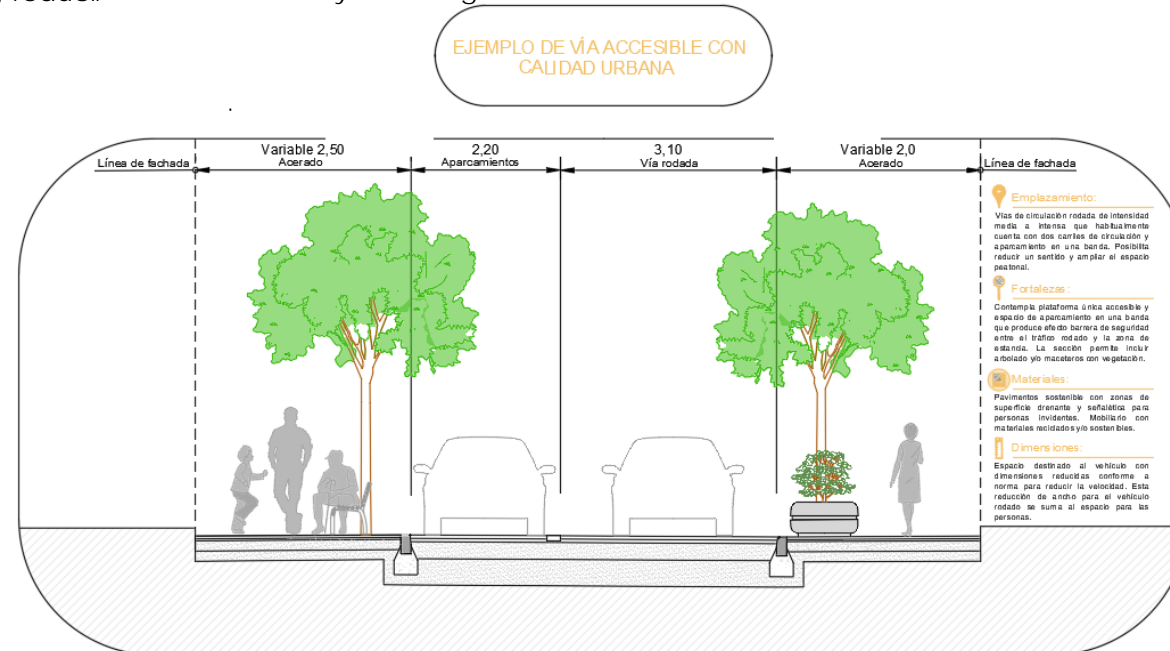 EJEMPLO DE VÍA ACCESIBLE CON
CALIDAD URBANA
Línea de fachada
Variable 2,50
Acerado
2,20
Aparcamientos
3,10
Vía rodada
Variable 2,0
Acerado
Línea de fachada
Emplazamiento:
Vías de circulación rodada de intensidad
media a intensa que habitualmente
cuenta con dos carriles de circulación y
aparcamiento en una banda. Posibilita
reducir un sentido y ampliar el espacio
peatonal.
Fortalezas:
Contempla plataforma única accesible y
espacio de aparcamiento en una banda
que produce efecto barrera de seguridad
entre el tráfico rodado y la zona de
estancia. La sección permite incluir
arbolado y/o maceteros con vegetación.
Materiales:
Pavimentos sostenible con zonas de
superficie drenante y señalética para
personas invidentes. Mobiliario con
materiales reciclados y/o sostenibles.
Dimensiones:
Espacio destinado al vehículo con
dimensiones reducidas conforme a
norma para reducir la velocidad. Esta
reducción de ancho para el vehículo
rodado se suma al espacio para las
personas.